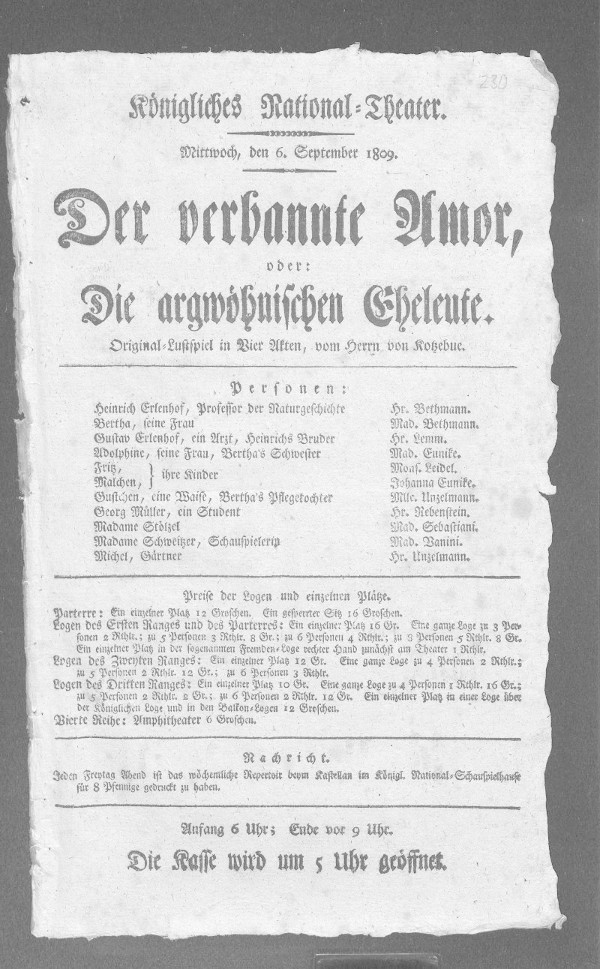 230
Königliches National-Theater.
Mittwoch, den 6. September 1809.
Der verbannte Amor,
oder:
Die argwöhnischen Eheleute.
Original-Lustspiel in Vier Akten, vom Herrn von Kotzebue.
Personen:
Heinrich Erlenhof, Professor der Naturgeschichte Hr. Bethmann.
Bertha, seine Frau Mad. Bethmann.
Gustav Erlenhof, ein Arzt, Heinrichs Bruder Hr. Lemm.
Adolphine, seine Frau, Bertha's Schwester Mad. Eunike.
Fritz, } ihre Kinder Mons. Leidel.
Malchen, Johanna Eunike.
Gustchen, eine Waise, Bertha's Pflegetochter Mlle. Unzelmann.
Georg Müller, ein Student Hr. Rebenstein.
Madame Stölzel Mad. Sebastiani.
Madame Schweitzer, Schauspielerin Mad. Vanini.
Michel, Gärtner Hr. Unzelmann.
Preise der Logen und einzelnen Plätze.
Parterre: Ein einzelner Platz 12 Groschen. Ein gesperrter Sitz 16 Groschen.
Logen des Ersten Ranges und des Parterres: Ein einzelner Platz 16 Gr. Eine ganze Loge zu 3 Per-
sonen 2 Rthlr.; zu 5 Personen 3 Rthlr. 8 Gr.; zu 6 Personen 4 Rthlr.; zu 8 Personen 5 Rthlr. 8 Gr.
Ein einzelner Platz in der sogenannten Fremden-Loge rechter Hand zunächst am Theater 1 Rthlr.
Logen des Zweyten Ranges: Ein einzelner Platz 12 Gr. Eine ganze Loge zu 4 Personen 2 Rthlr.;
zu 5 Personen 2 Rthlr. 12 Gr.; zu 6 Personen 3 Rthlr.
Logen des Dritten Ranges: Ein einzelner Platz 10 Gr. Eine ganze Loge zu 4 Personen 1 Rthlr. 16 Gr.;
zu 5 Personen 2 Rthlr. 2 Gr.; zu 6 Personen 2 Rthlr. 12 Gr. Ein einzelner Platz in einer Loge über
der Königlichen Loge und in den Balkon-Logen 12 Groschen.
Vierte Reihe: Amphitheater 6 Groschen.
Nachricht.
Jeden Freytag Abend ist das wöchentliche Repertoir beym Kastellan im Königl. National-Schauspielhause
für 8 Pfennige gedruckt zu haben.
Anfang 6 Uhr; Ende vor 9 Uhr.
Die Kasse wird um 5 Uhr geöffnet.